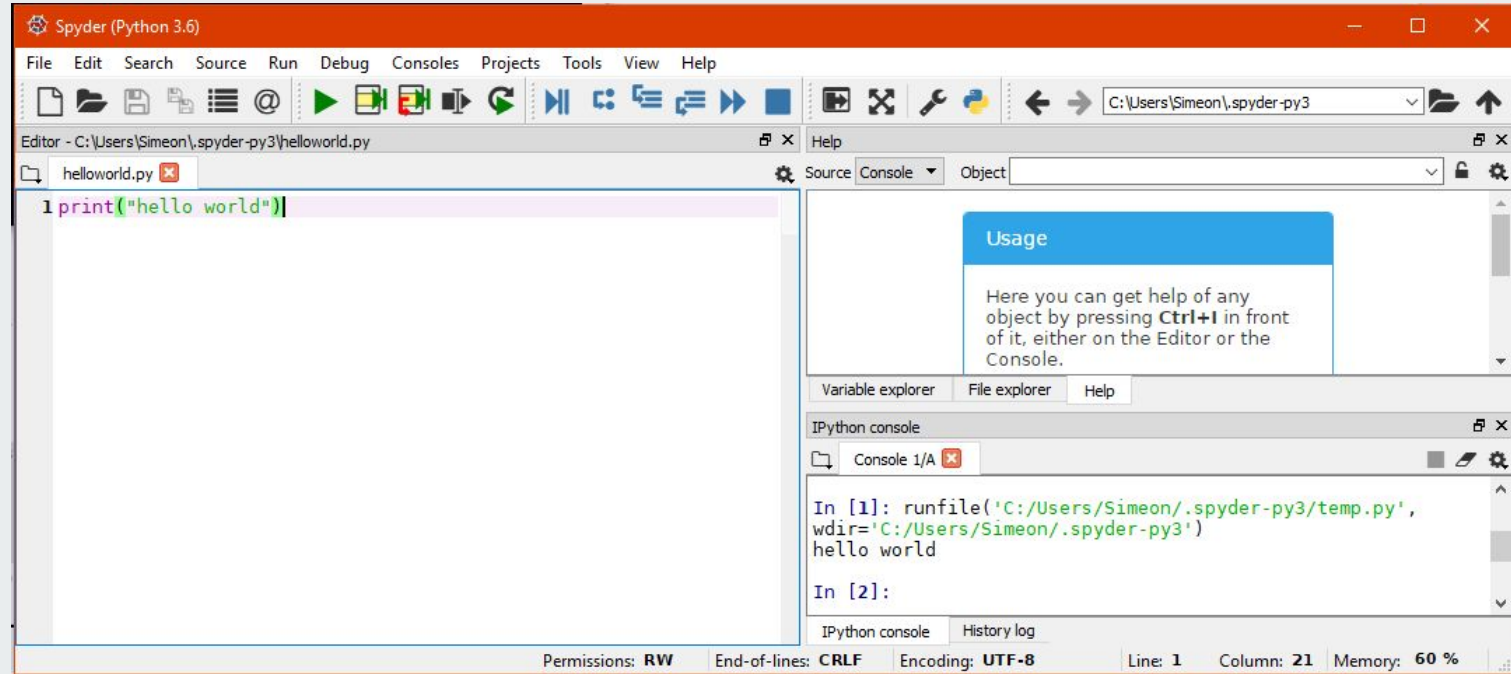 Spyder (Python 3.6)
File Edit Search Source Run Debug Consoles Projects Tools View Help
C:\Users\Simeon\.spyder-py3
Editor - C:\Users\Simeon\.spyder-py3\helloworld.py
helloworld.py
1 print("hello world")
Help
Source Console Object
Usage
Here you can get help of any
object by pressing Ctrl+I in front
of it, either on the Editor or the
Console.
Variable explorer File explorer Help
IPython console
Console 1/A
In [1]: runfile('C:/Users/Simeon/.spyder-py3/temp.py',
wdir='C:/Users/Simeon/.spyder-py3')
hello world
In [2]:
IPython console History log
Permissions: RW End-of-lines: CRLF Encoding: UTF-8 Line: 1 Column: 21 Memory: 60 %